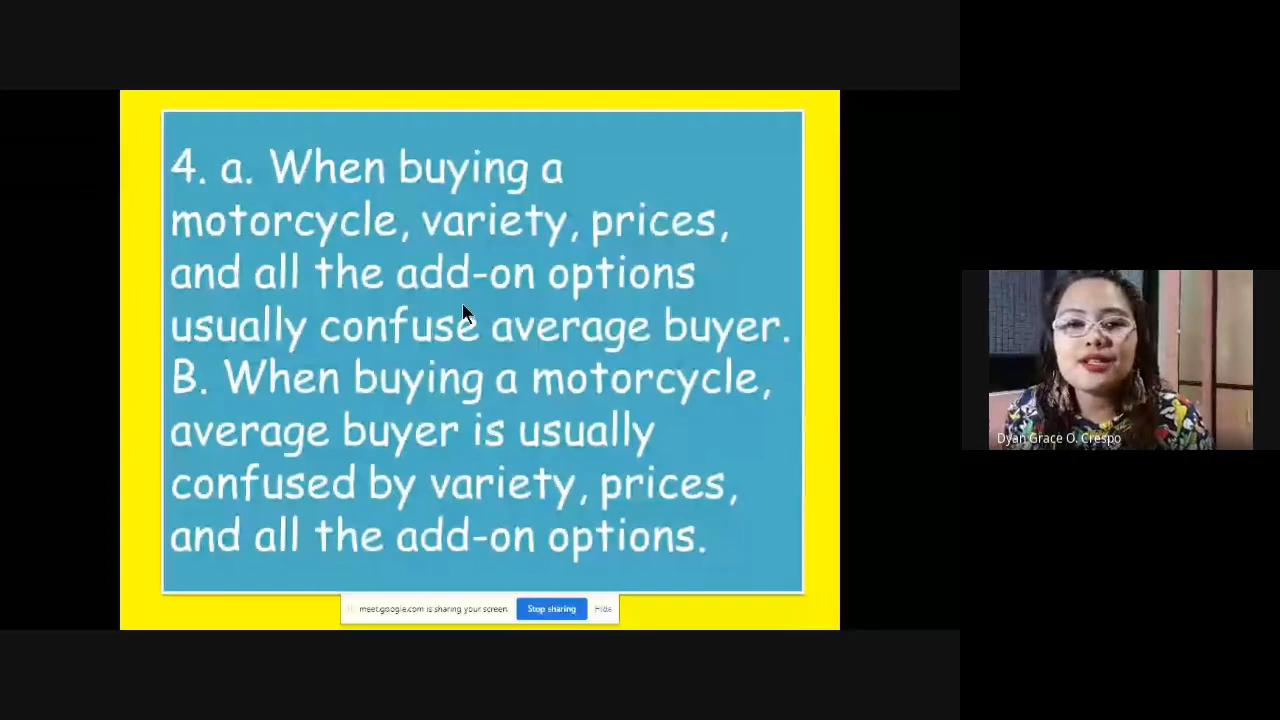 4. a. When buying a
motorcycle, variety, prices,
and all the add-on options
usually confuse average buyer.
B. When buying a motorcycle,
average buyer is usually
confused by variety, prices,
and all the add-on options.
meet.google.com is sharing your screen.
Stop sharing
Hide
Dyan Grace O. Crespo